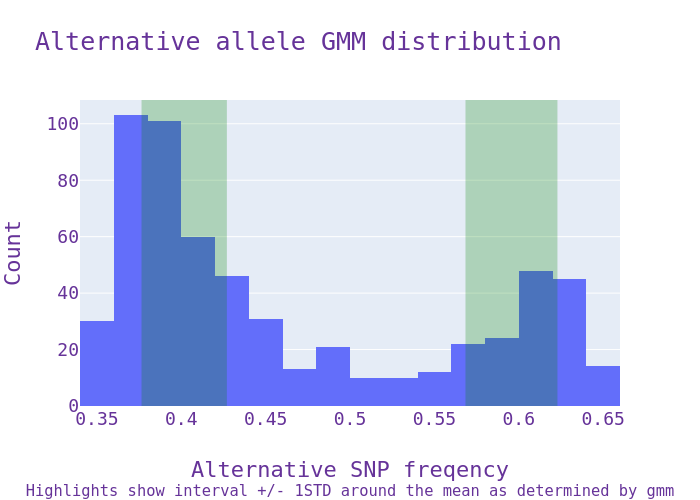 Alternative allele GMM distribution
100
80
60
40
20
0
Count
0.35 0.4 0.45 0.5 0.55 0.6 0.65
Alternative SNP freqency
Highlights show interval +/- 1STD around the mean as determined by gmm